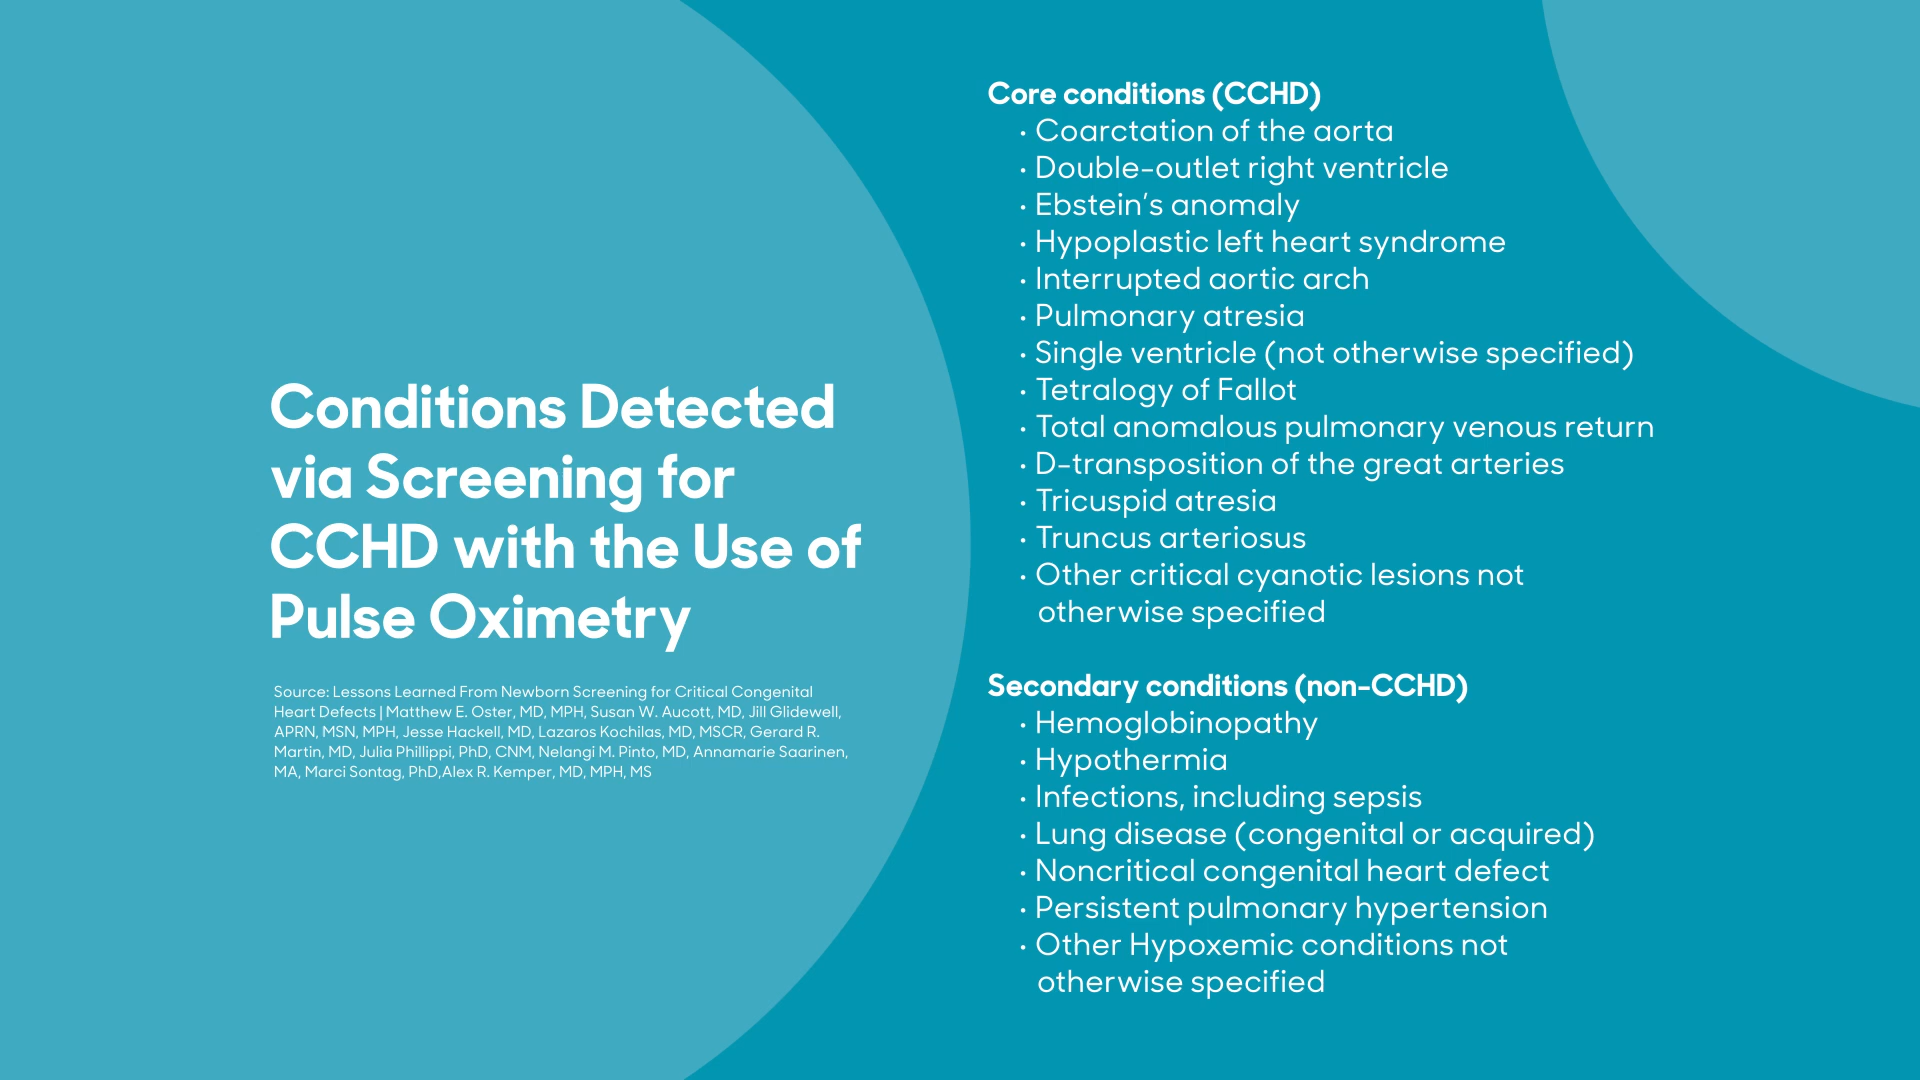 Conditions Detected
via Screening for
CCHD with the Use of
Pulse Oximetry
Source: Lessons Learned From Newborn Screening for Critical Congenital
Heart Defects | Matthew E. Oster, MD, MPH, Susan W. Aucott, MD, Jill Glidewell,
APRN, MSN, MPH, Jesse Hackell, MD, Lazaros Kochilas, MD, MSCR, Gerard R.
Martin, MD, Julia Phillippi, PhD, CNM, Nelangi M. Pinto, MD, Annamarie Saarinen,
MA, Marci Sontag, PhD,Alex R. Kemper, MD, MPH, MS
Core conditions (CCHD)
• Coarctation of the aorta
• Double-outlet right ventricle
• Ebstein’s anomaly
• Hypoplastic left heart syndrome
• Interrupted aortic arch
• Pulmonary atresia
• Single ventricle (not otherwise specified)
• Tetralogy of Fallot
• Total anomalous pulmonary venous return
• D-transposition of the great arteries
• Tricuspid atresia
• Truncus arteriosus
• Other critical cyanotic lesions not
otherwise specified
Secondary conditions (non-CCHD)
• Hemoglobinopathy
• Hypothermia
• Infections, including sepsis
• Lung disease (congenital or acquired)
• Noncritical congenital heart defect
• Persistent pulmonary hypertension
• Other Hypoxemic conditions not
otherwise specified